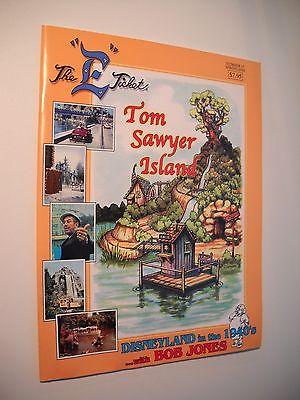 The "E" Ticket
$7.95
Tom
Sawyer
Island
DISNEYLAND in the 1940's
...with BOB JONES